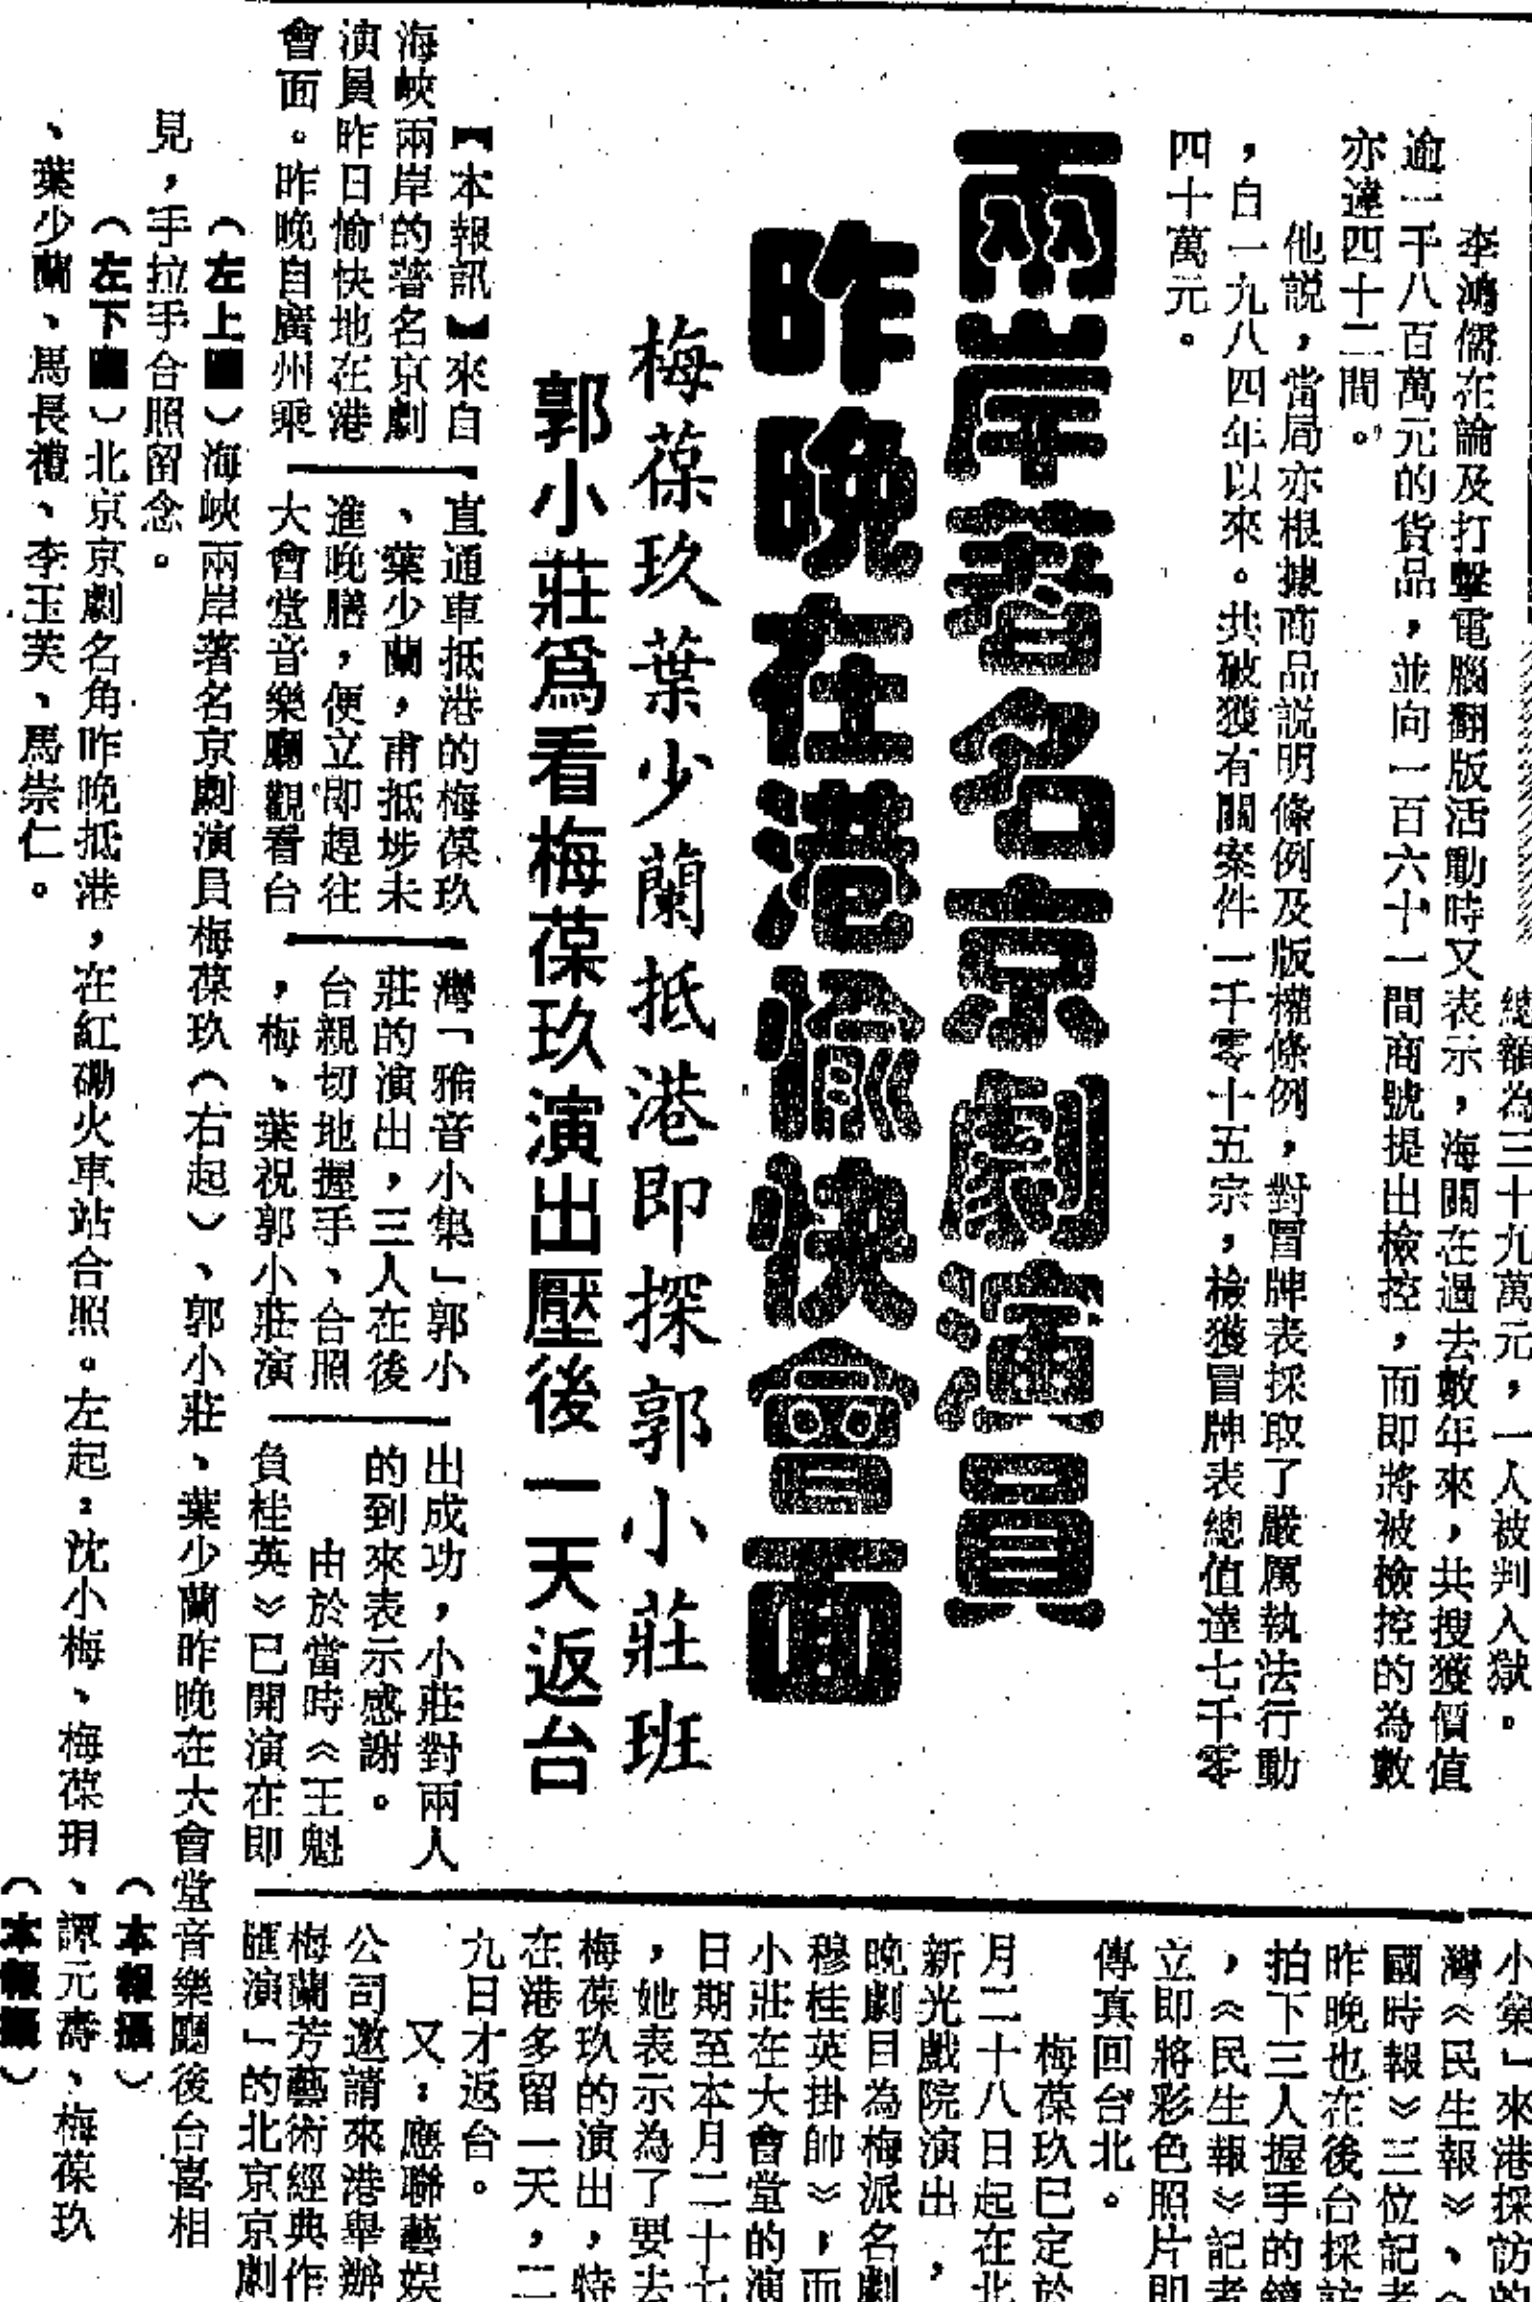 總額為三十九萬元，一人被判入獄。
李鴻儒在論及打擊電腦翻版活動時又表示，海關在過去數年來，共搜獲價值
逾二千八百萬元的貨品，並向一百六十一間商號提出檢控，而即將被檢控的為數
亦達四十二間。
他説，當局亦根據商品説明條例及版權條例，對冒牌表採取了嚴厲執法行動
，自一九八四年以來。共破獲有關案件一千零十五宗，檢獲冒牌表總值達七千零
四十萬元。
兩岸著名京劇演員
昨晚在港愉快會面
梅葆玖葉少蘭抵港即探郭小莊班
郭小莊爲看梅葆玖演出壓後一天返台
【本報訊】來自
海峽兩岸的著名京劇
演員昨日愉快地在港
會面。昨晚自廣州乘
直通車抵港的梅葆玖
、葉少蘭，甫抵埗未
進晚膳，便立即趕往
大會堂音樂廳觀看台
灣「雅音小集」郭小
莊的演出，三人在後
台親切地握手、合照
，梅、葉祝郭小莊演
出成功，小莊對兩人
的到來表示感謝。
由於當時《王魁
負桂英》已開演在即
小集」來港採訪的
灣《民生報》、《
國時報》三位記者
昨晚也在後台採訪
拍下三人握手的鏡
，《民生報》記者
立即將彩色照片即
傳真回台北。
梅葆玖已定於
月二十八日起在北
新光戲院演出，
晚劇目為梅派名劇
穆桂英掛帥》，而
小莊在大會堂的演
日期至本月二十七
，她表示為了要去
梅葆玖的演出，特
在港多留一天，二
九日才返台。
又：應聯藝娛
公司邀請來港舉辦
梅蘭芳藝術經典作
匯演」的北京京劇
（左上圖）海峽兩岸著名京劇演員梅葆玖（右起）、郭小莊、葉少蘭昨晚在大會堂音樂廳後台喜相
見，手拉手合照留念。
（本報攝）
（左下圖）北京京劇名角昨晚抵港，在紅磡火車站合照。左起：沈小梅、梅葆玥、譚元壽、梅葆玖
、葉少蘭、馬長禮、李玉芙、馬崇仁。
（本報攝）